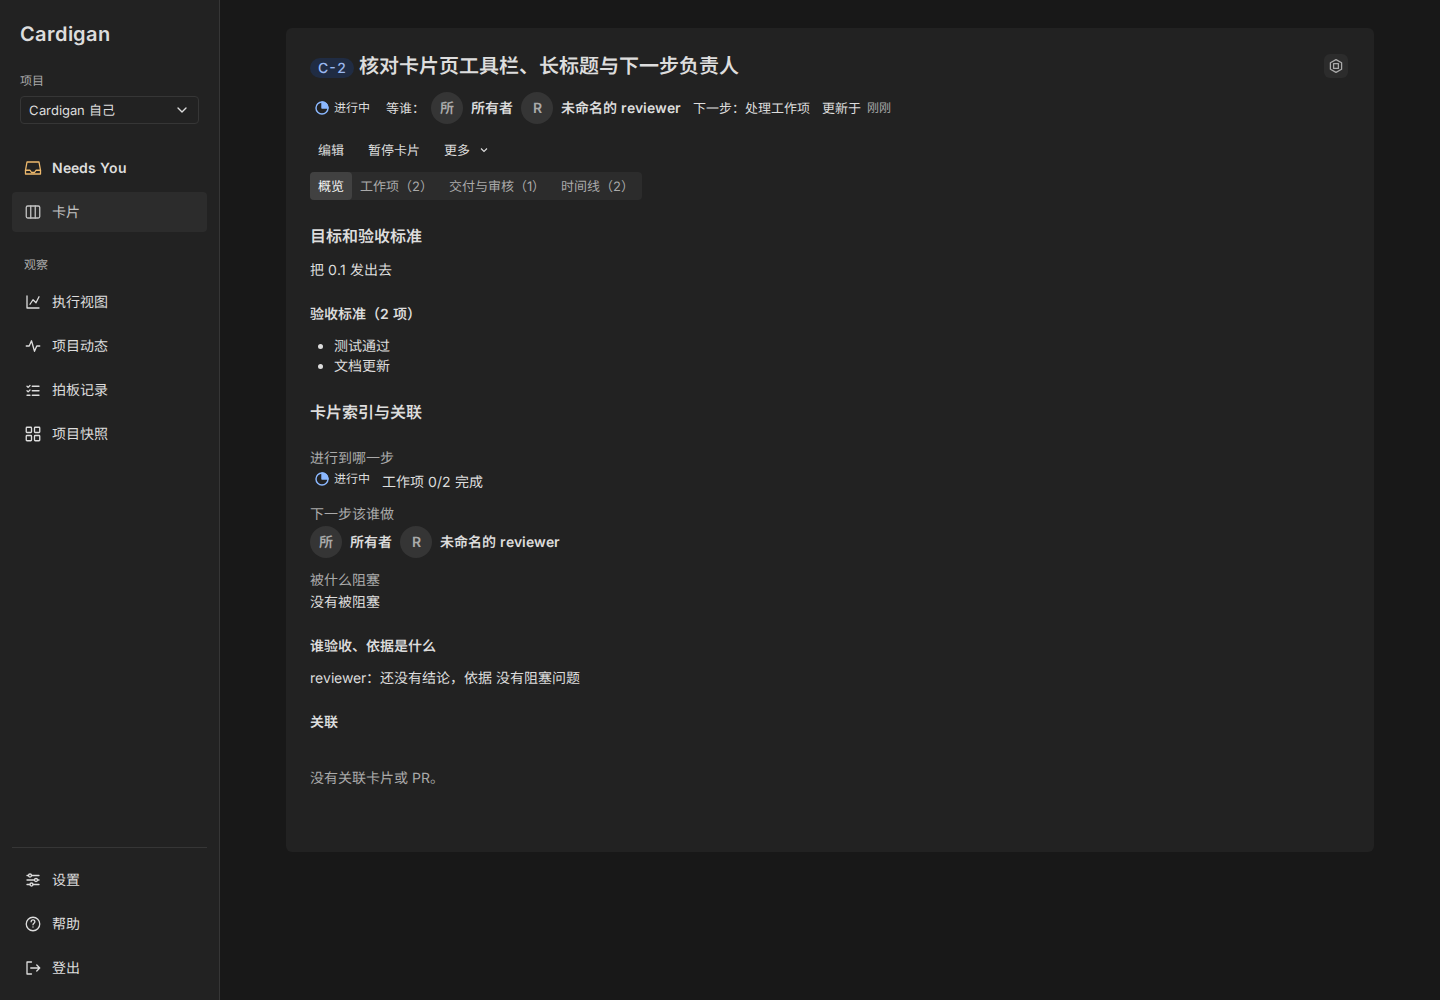 Cardigan
项目
Cardigan 自己
Needs You
卡片
观察
执行视图
项目动态
拍板记录
项目快照
设置
帮助
登出
C-2 核对卡片页工具栏、长标题与下一步负责人
进行中 等谁： 所 所有者 R 未命名的 reviewer 下一步：处理工作项 更新于 刚刚
编辑 暂停卡片 更多
概览 工作项（2） 交付与审核（1） 时间线（2）
目标和验收标准
把 0.1 发出去
验收标准（2 项）
测试通过
文档更新
卡片索引与关联
进行到哪一步
进行中 工作项 0/2 完成
下一步该谁做
所 所有者 R 未命名的 reviewer
被什么阻塞
没有被阻塞
谁验收、依据是什么
reviewer：还没有结论，依据 没有阻塞问题
关联
没有关联卡片或 PR。